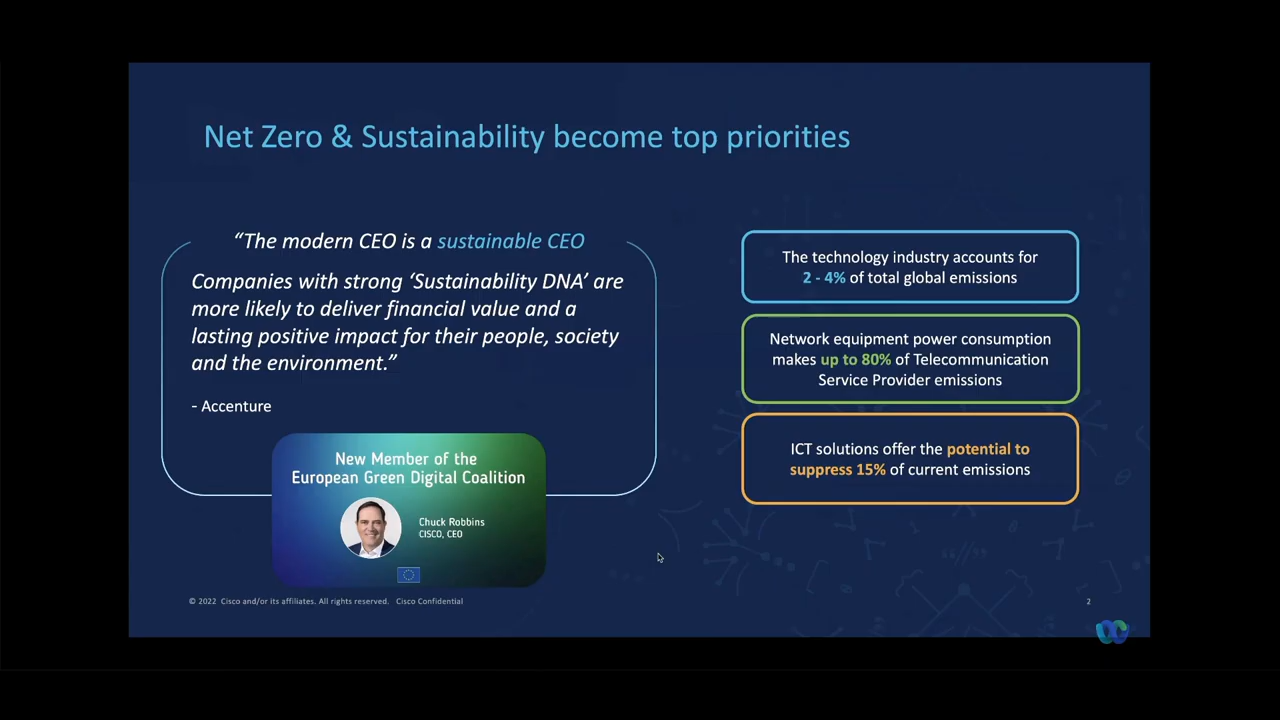 Net Zero & Sustainability become top priorities
“The modern CEO is a sustainable CEO
Companies with strong ‘Sustainability DNA’ are
more likely to deliver financial value and a
lasting positive impact for their people, society
and the environment.”
- Accenture
New Member of the
European Green Digital Coalition
Chuck Robbins
CISCO, CEO
The technology industry accounts for
2 - 4% of total global emissions
Network equipment power consumption
makes up to 80% of Telecommunication
Service Provider emissions
ICT solutions offer the potential to
suppress 15% of current emissions
© 2022 Cisco and/or its affiliates. All rights reserved. Cisco Confidential
2